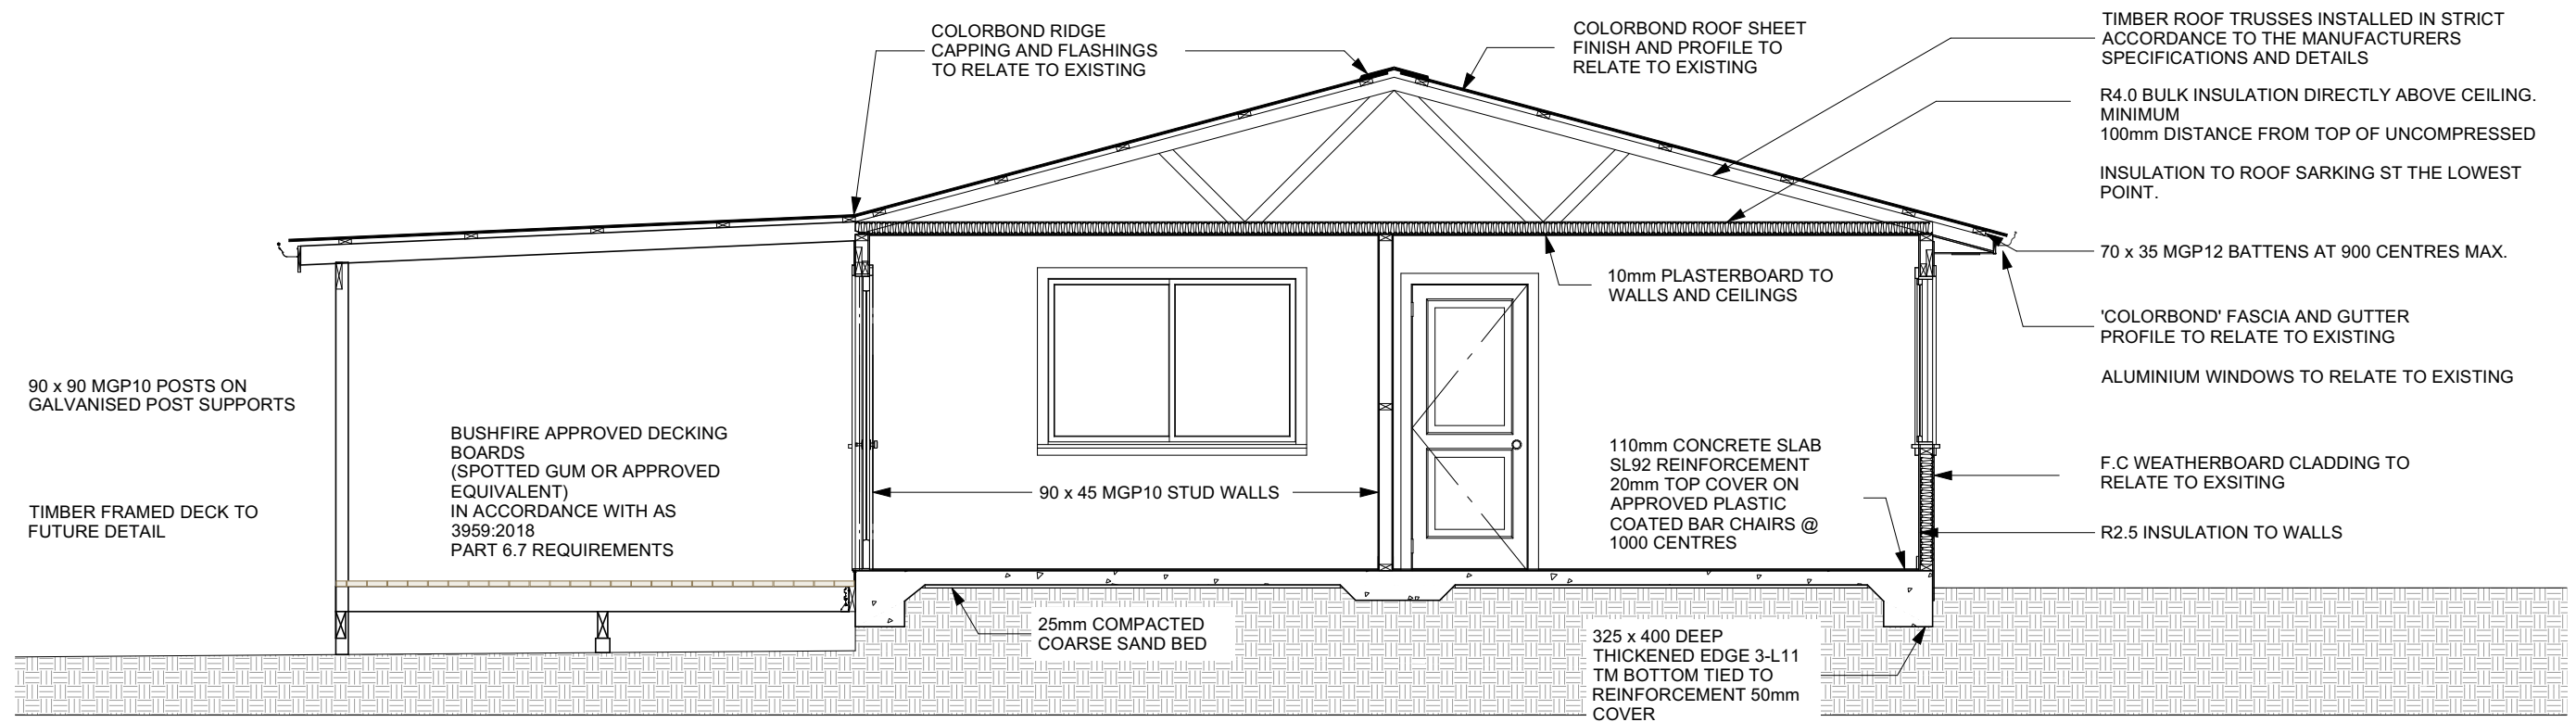 COLORBOND RIDGE
CAPPING AND FLASHINGS
TO RELATE TO EXISTING
COLORBOND ROOF SHEET
FINISH AND PROFILE TO
RELATE TO EXISTING
TIMBER ROOF TRUSSES INSTALLED IN STRICT
ACCORDANCE TO THE MANUFACTURERS
SPECIFICATIONS AND DETAILS
R4.0 BULK INSULATION DIRECTLY ABOVE CEILING.
MINIMUM
100mm DISTANCE FROM TOP OF UNCOMPRESSED
INSULATION TO ROOF SARKING ST THE LOWEST
POINT.
70 x 35 MGP12 BATTENS AT 900 CENTRES MAX.
10mm PLASTERBOARD TO
WALLS AND CEILINGS
'COLORBOND' FASCIA AND GUTTER
PROFILE TO RELATE TO EXISTING
ALUMINIUM WINDOWS TO RELATE TO EXISTING
90 x 90 MGP10 POSTS ON
GALVANISED POST SUPPORTS
BUSHFIRE APPROVED DECKING
BOARDS
(SPOTTED GUM OR APPROVED
EQUIVALENT)
IN ACCORDANCE WITH AS
3959:2018
PART 6.7 REQUIREMENTS
TIMBER FRAMED DECK TO
FUTURE DETAIL
90 x 45 MGP10 STUD WALLS
110mm CONCRETE SLAB
SL92 REINFORCEMENT
20mm TOP COVER ON
APPROVED PLASTIC
COATED BAR CHAIRS @
1000 CENTRES
F.C WEATHERBOARD CLADDING TO
RELATE TO EXSITING
R2.5 INSULATION TO WALLS
25mm COMPACTED
COARSE SAND BED
325 x 400 DEEP
THICKENED EDGE 3-L11
TM BOTTOM TIED TO
REINFORCEMENT 50mm
COVER